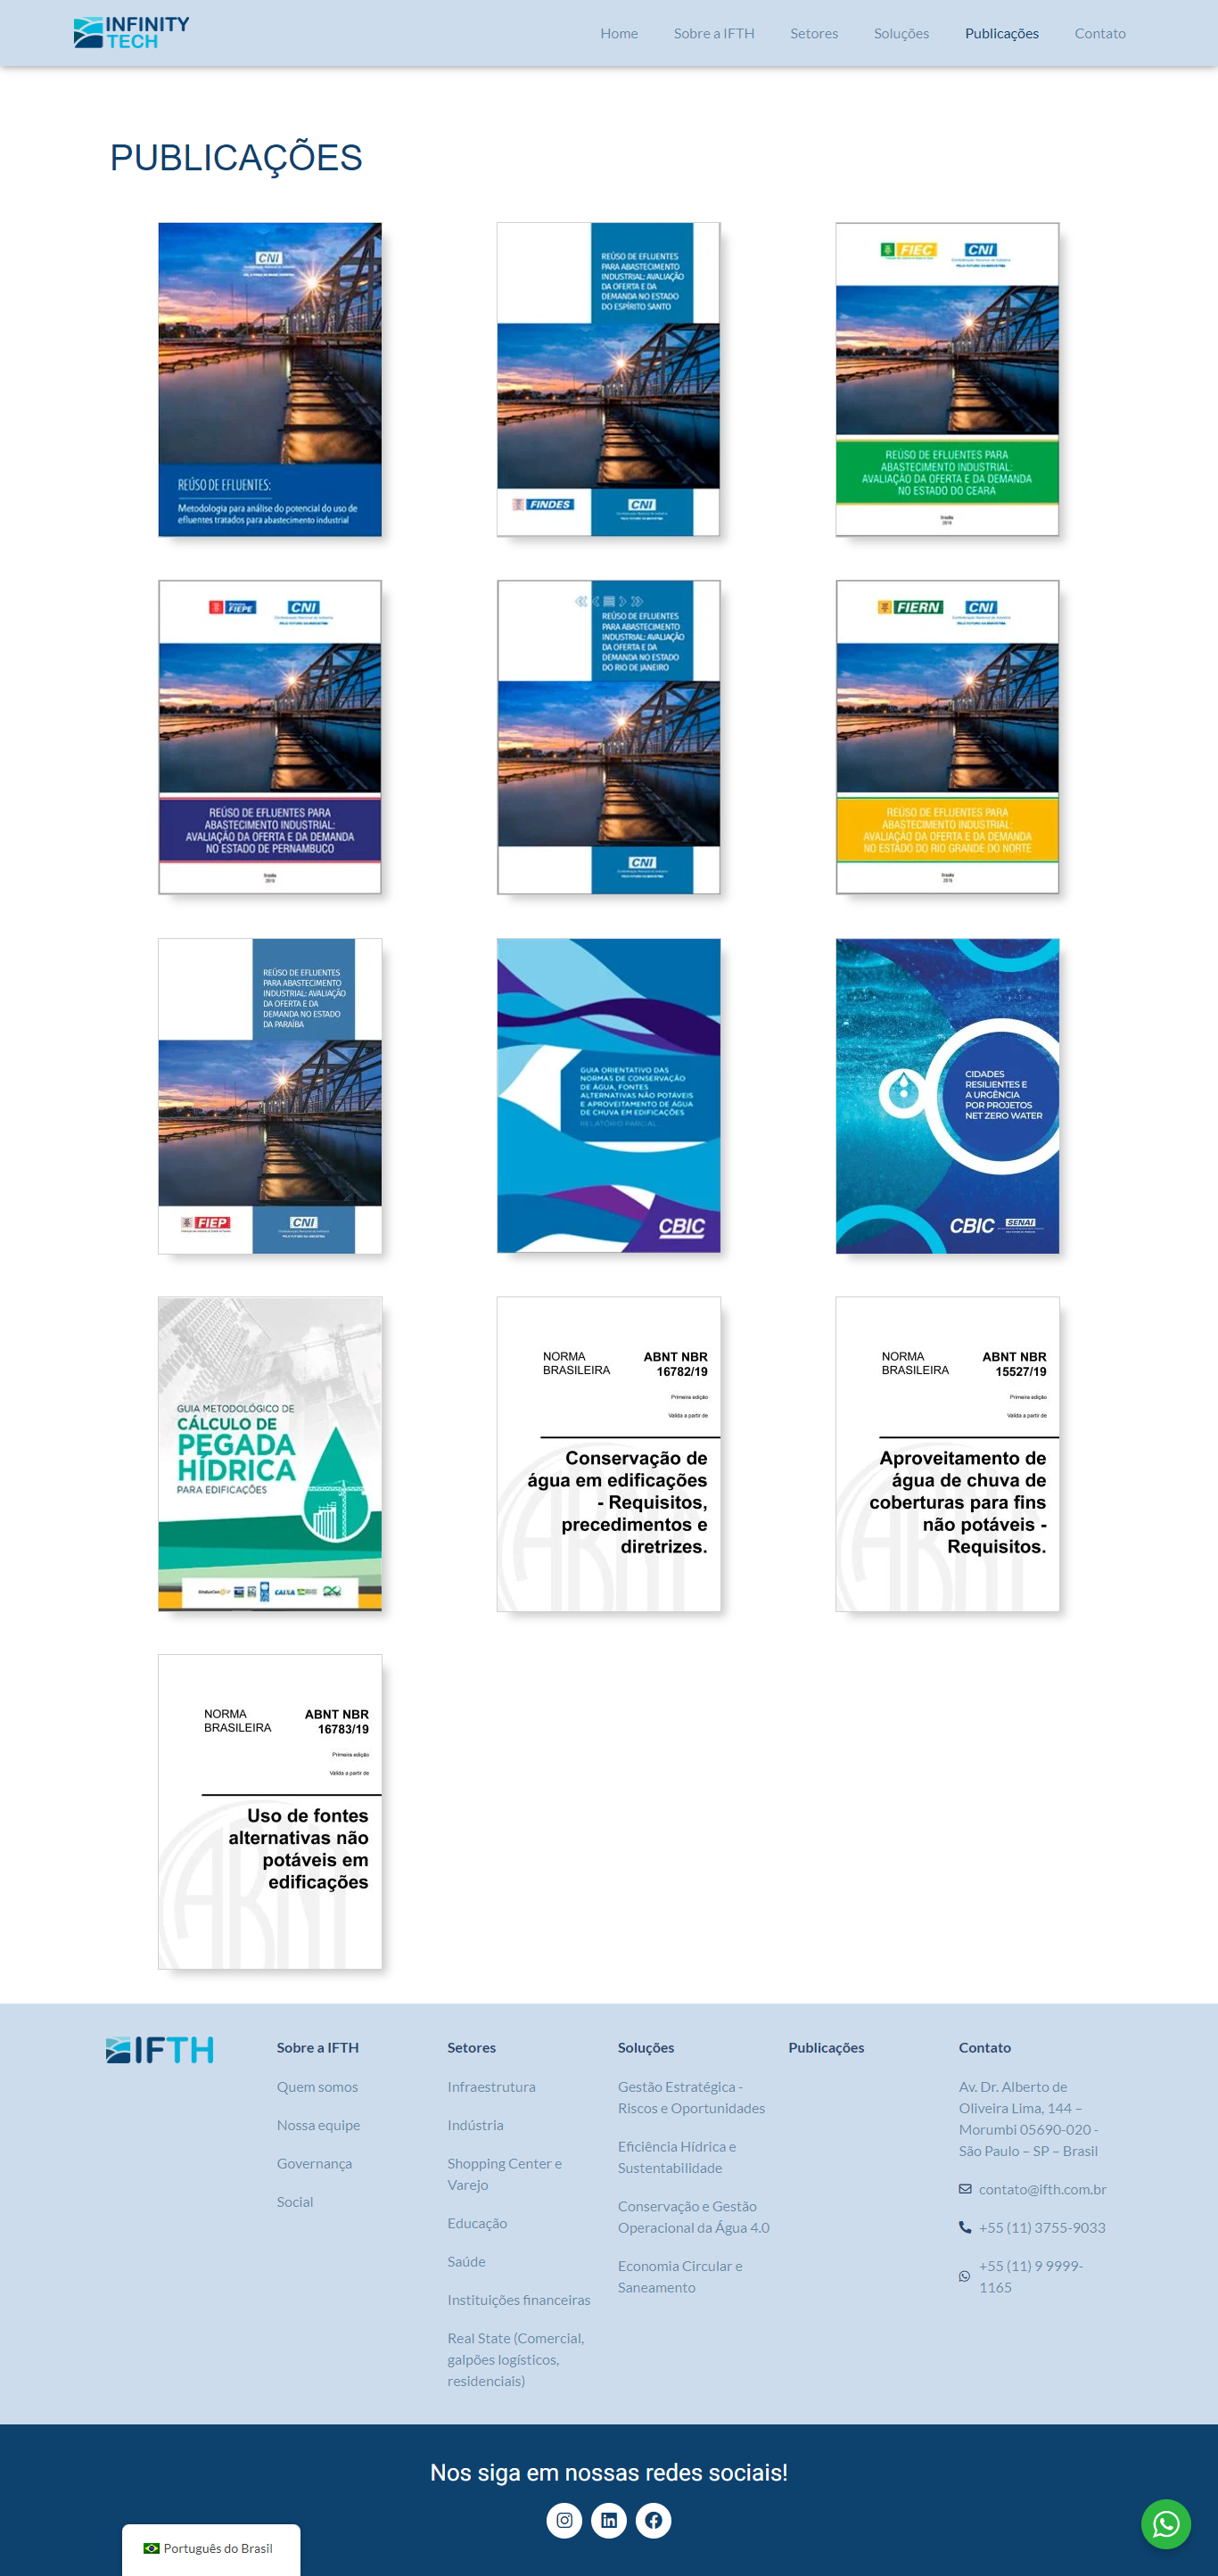 INFINITY
TECH
Home
Sobre a IFTH
Setores
Soluções
Publicações
Contato
PUBLICAÇÕES
CNI
REÚSO DE EFLUENTES:
Metodologia para análise do potencial do uso de
efluentes tratados para abastecimento industrial
REÚSO DE EFLUENTES
PARA ABASTECIMENTO
INDUSTRIAL: AVALIAÇÃO
DA OFERTA E DA
DEMANDA NO ESTADO
DO ESPÍRITO SANTO
FINDES
CNI
FIEC
CNI
REÚSO DE EFLUENTES PARA
ABASTECIMENTO INDUSTRIAL:
AVALIAÇÃO DA OFERTA E DA DEMANDA
NO ESTADO DO CEARÁ
FIEPE
CNI
REÚSO DE EFLUENTES PARA
ABASTECIMENTO INDUSTRIAL:
AVALIAÇÃO DA OFERTA E DA DEMANDA
NO ESTADO DE PERNAMBUCO
REÚSO DE EFLUENTES
PARA ABASTECIMENTO
INDUSTRIAL: AVALIAÇÃO
DA OFERTA E DA
DEMANDA NO ESTADO
DO RIO DE JANEIRO
CNI
FIERN
CNI
REÚSO DE EFLUENTES PARA
ABASTECIMENTO INDUSTRIAL:
AVALIAÇÃO DA OFERTA E DA DEMANDA
NO ESTADO DO RIO GRANDE DO NORTE
REÚSO DE EFLUENTES
PARA ABASTECIMENTO
INDUSTRIAL: AVALIAÇÃO
DA OFERTA E DA
DEMANDA NO ESTADO
DA PARAÍBA
FIEP
CNI
GUIA ORIENTATIVO DAS
NORMAS DE CONSERVAÇÃO
DE ÁGUA, FONTES
ALTERNATIVAS NÃO POTÁVEIS
E APROVEITAMENTO DE ÁGUA
DE CHUVA EM EDIFICAÇÕES
RELATÓRIO PARCIAL
CBIC
CIDADES
RESILIENTES E
A URGÊNCIA
POR PROJETOS
NET ZERO WATER
CBIC
SENAI
GUIA METODOLÓGICO DE
CÁLCULO DE
PEGADA
HÍDRICA
PARA EDIFICAÇÕES
CAIXA
NORMA
BRASILEIRA
ABNT NBR
16782/19
Primeira edição
Valida a partir de
Conservação de
água em edificações
- Requisitos,
precedimentos e
diretrizes.
NORMA
BRASILEIRA
ABNT NBR
15527/19
Primeira edição
Valida a partir de
Aproveitamento de
água de chuva de
coberturas para fins
não potáveis -
Requisitos.
NORMA
BRASILEIRA
ABNT NBR
16783/19
Primeira edição
Valida a partir de
Uso de fontes
alternativas não
potáveis em
edificações
IFTH
Sobre a IFTH
Quem somos
Nossa equipe
Governança
Social
Setores
Infraestrutura
Indústria
Shopping Center e
Varejo
Educação
Saúde
Instituições financeiras
Real State (Comercial,
galpões logísticos,
residenciais)
Soluções
Gestão Estratégica -
Riscos e Oportunidades
Eficiência Hídrica e
Sustentabilidade
Conservação e Gestão
Operacional da Água 4.0
Economia Circular e
Saneamento
Publicações
Contato
Av. Dr. Alberto de
Oliveira Lima, 144 –
Morumbi 05690-020 -
São Paulo – SP – Brasil
contato@ifth.com.br
+55 (11) 3755-9033
+55 (11) 9 9999-
1165
Nos siga em nossas redes sociais!
Português do Brasil